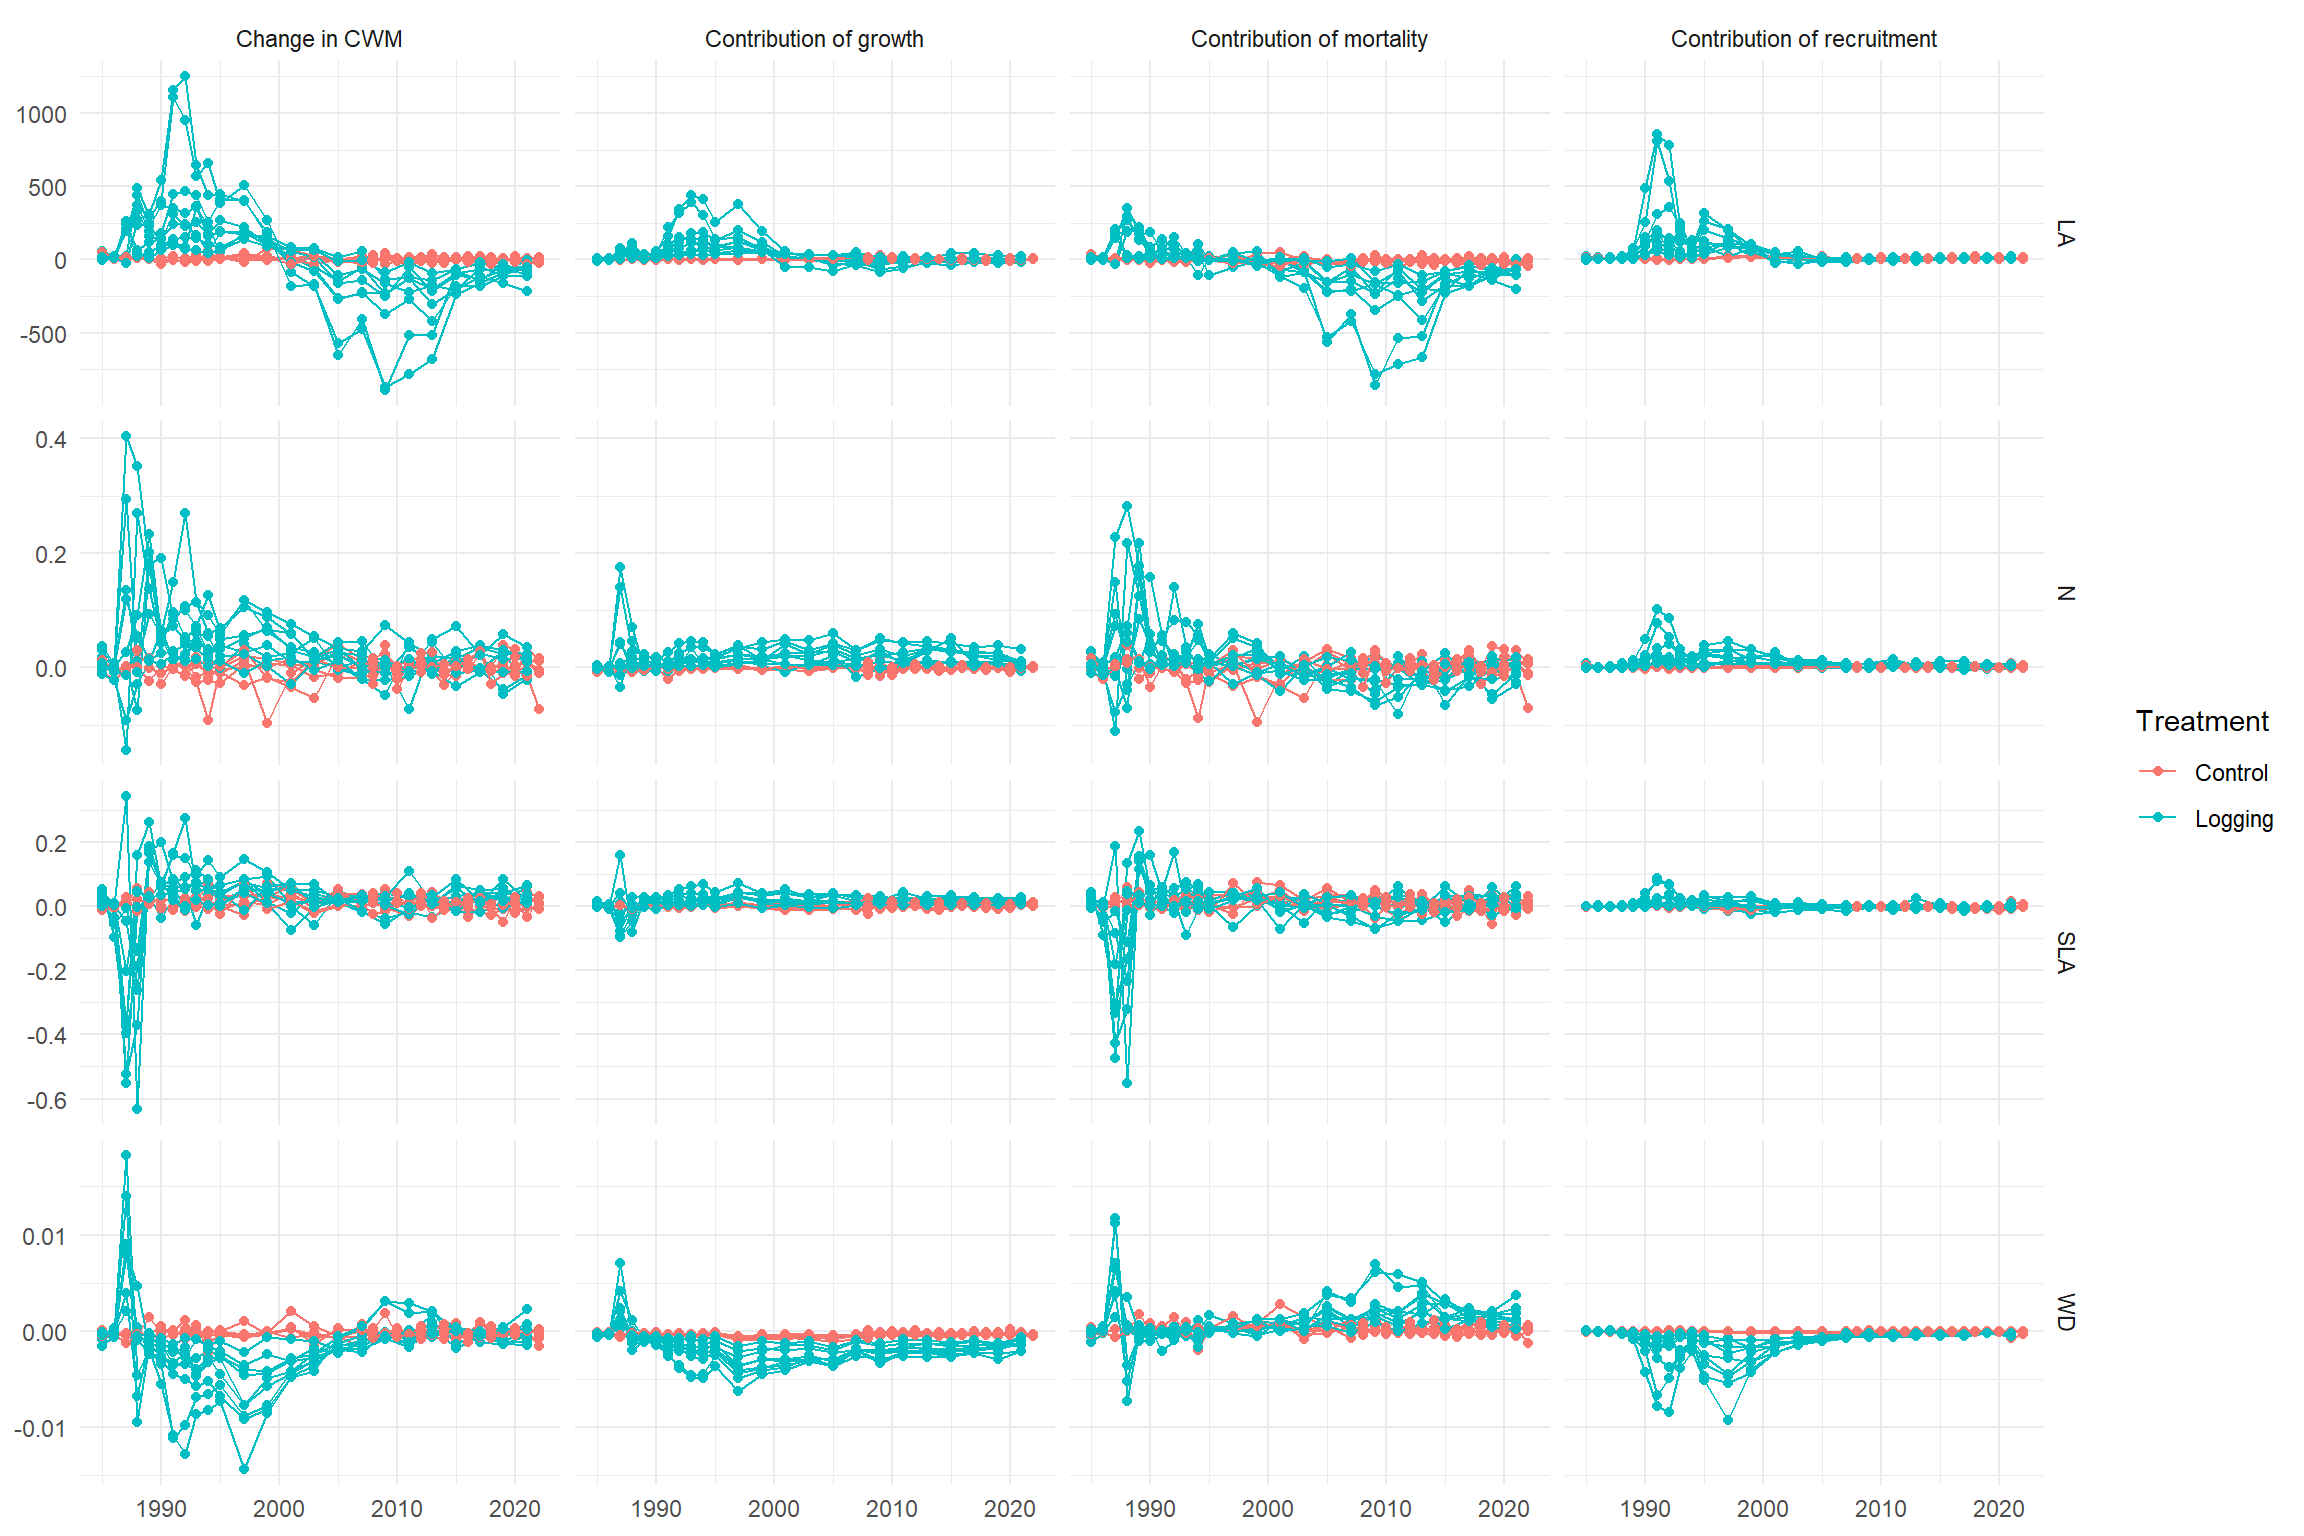 Change in CWM
Contribution of growth
Contribution of mortality
Contribution of recruitment
1000
500
0
-500
LA
0.4
0.2
0.0
N
0.2
0.0
-0.2
-0.4
-0.6
SLA
0.01
0.00
-0.01
WD
1990 2000 2010 2020
1990 2000 2010 2020
1990 2000 2010 2020
1990 2000 2010 2020
Treatment
Control
Logging